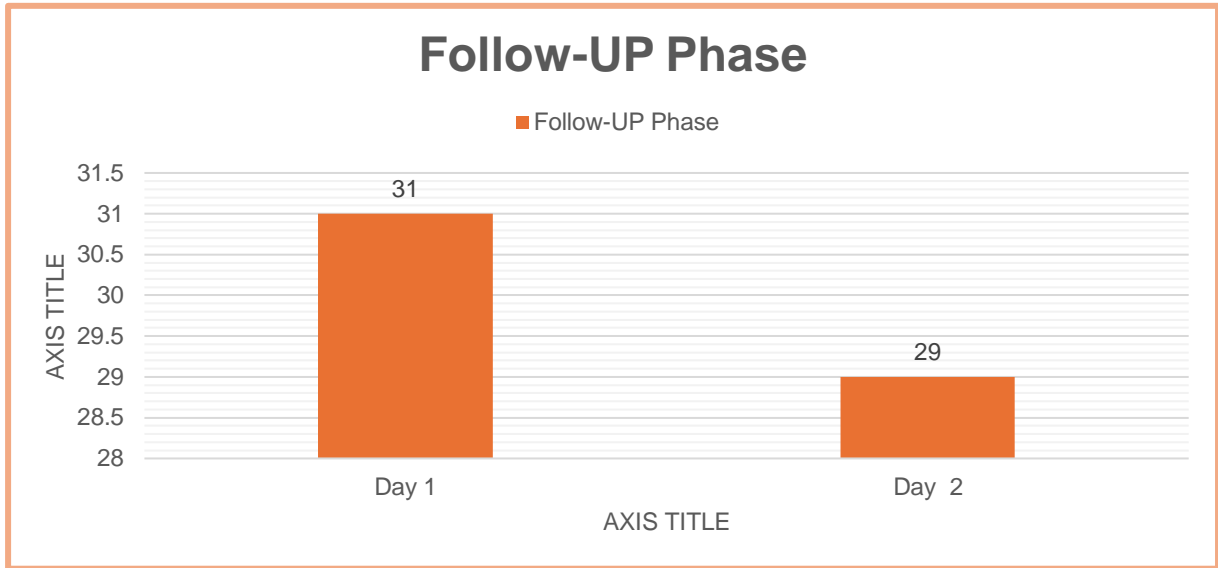 Follow-UP Phase
Follow-UP Phase
31.5
31
30.5
30
29.5
29
28.5
28
AXIS TITLE
31
29
Day 1
Day  2
AXIS TITLE